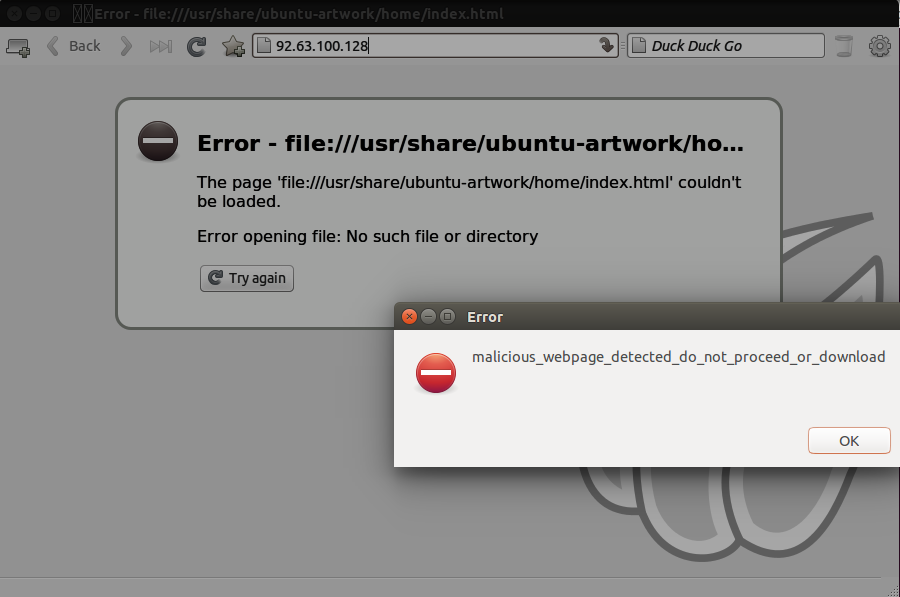 Error - file:///usr/share/ubuntu-artwork/home/index.html
Back
92.63.100.128
Duck Duck Go
Error - file:///usr/share/ubuntu-artwork/ho...
The page 'file:///usr/share/ubuntu-artwork/home/index.html' couldn't
be loaded.
Error opening file: No such file or directory
Try again
Error
malicious_webpage_detected_do_not_proceed_or_download
OK